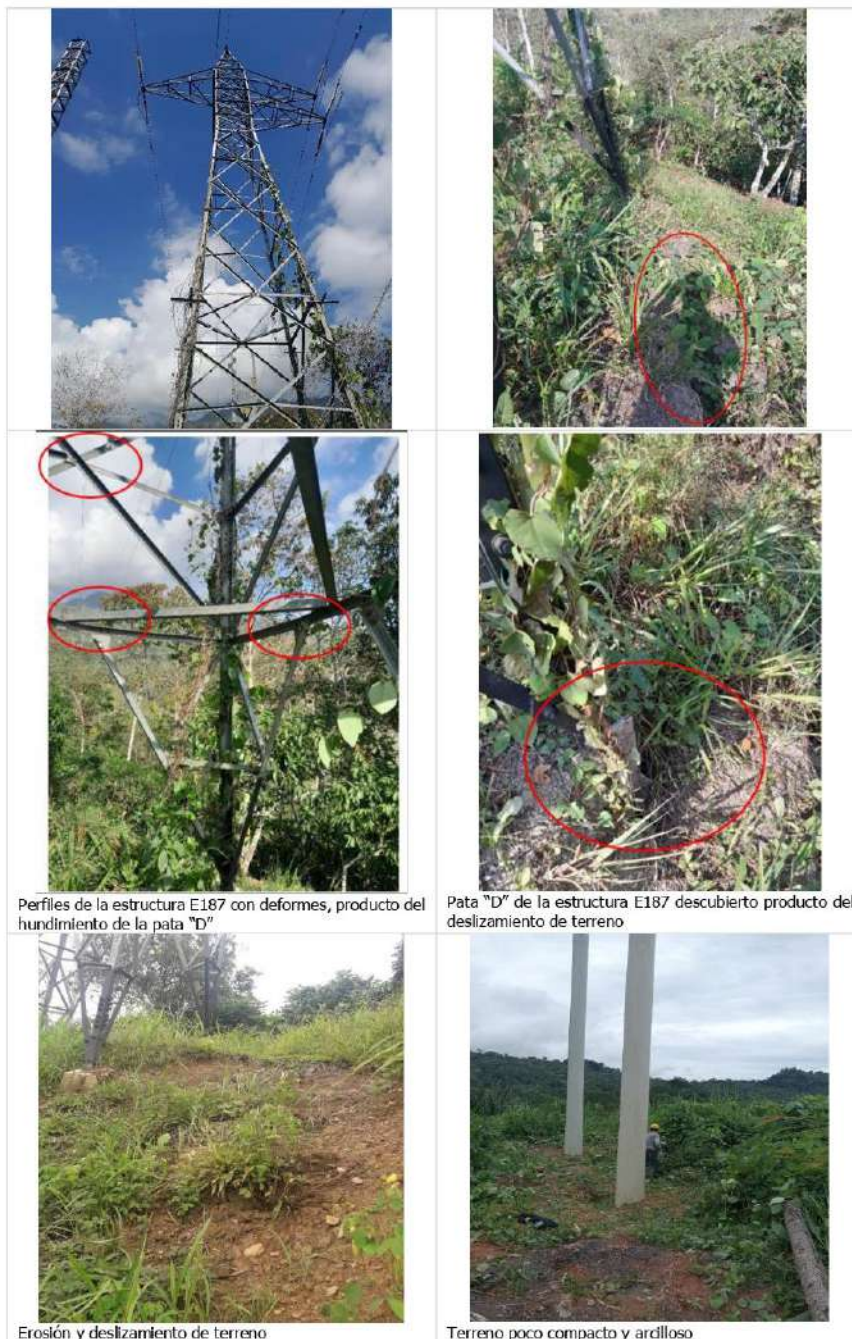 Perfiles de la estructura E187 con deformes, producto del
hundimiento de la pata "D"
Pata "D" de la estructura E187 descubierto producto del
deslizamiento de terreno
Erosión y deslizamiento de terreno
Terreno poco compacto y arcilloso